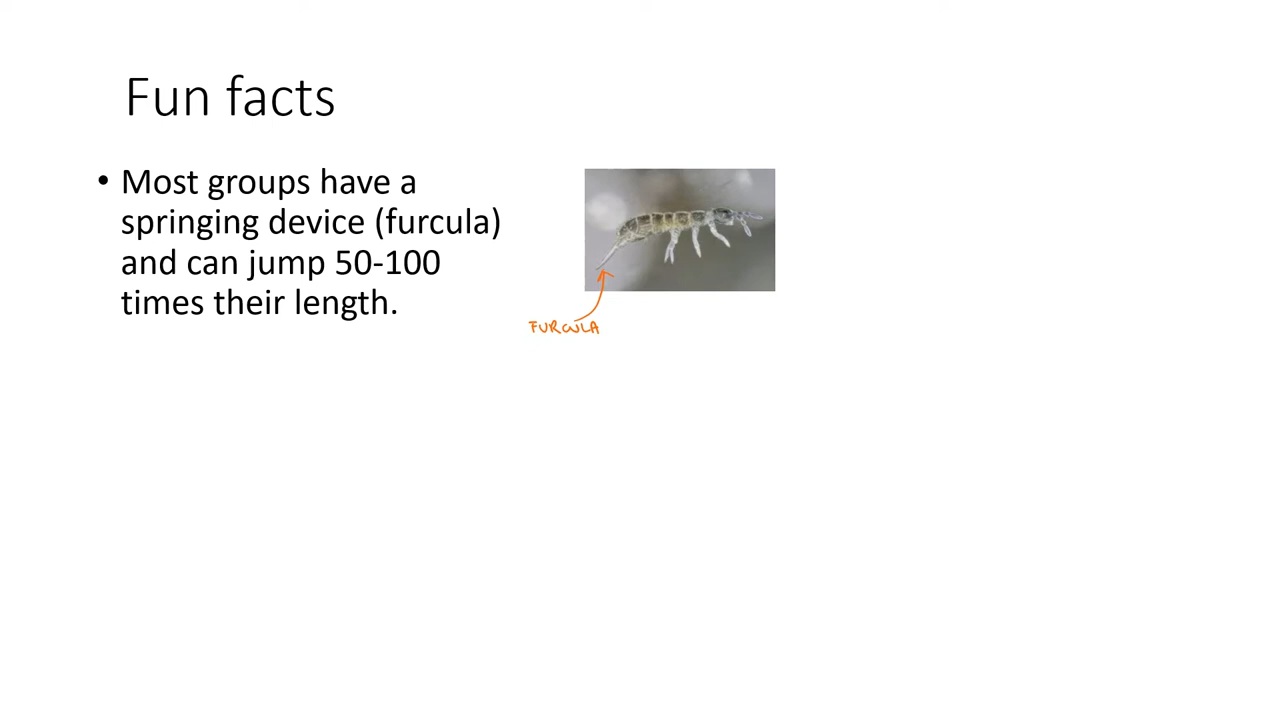 Fun facts
• Most groups have a
springing device (furcula)
and can jump 50-100
times their length.
FURCULA